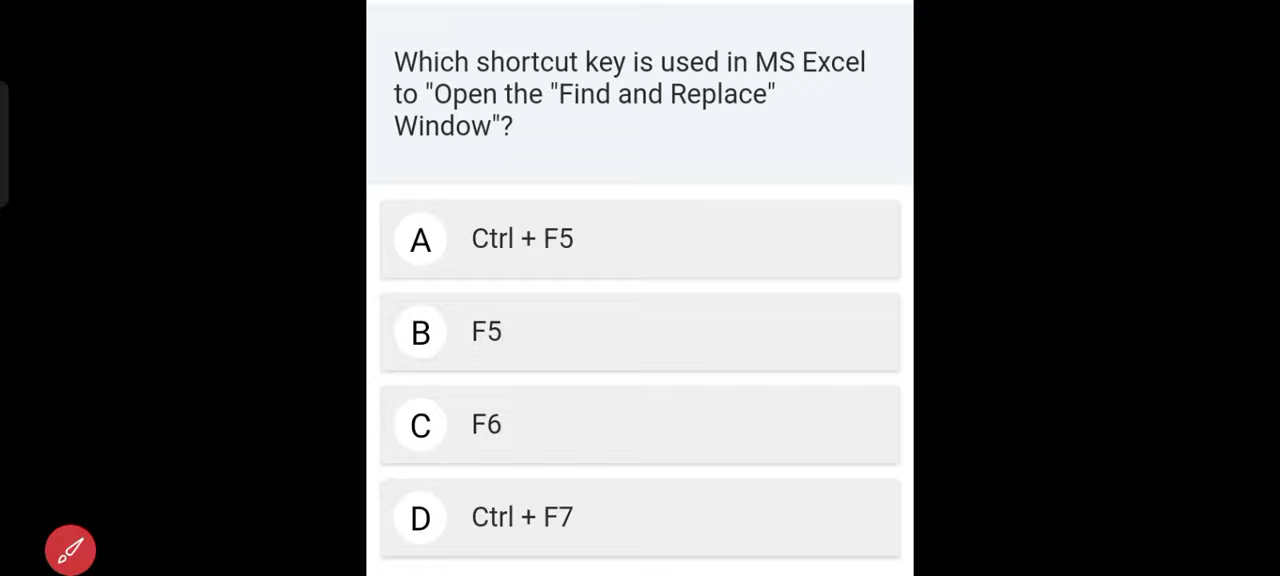 Which shortcut key is used in MS Excel
to "Open the "Find and Replace"
Window"?
A Ctrl + F5
B F5
C F6
D Ctrl + F7